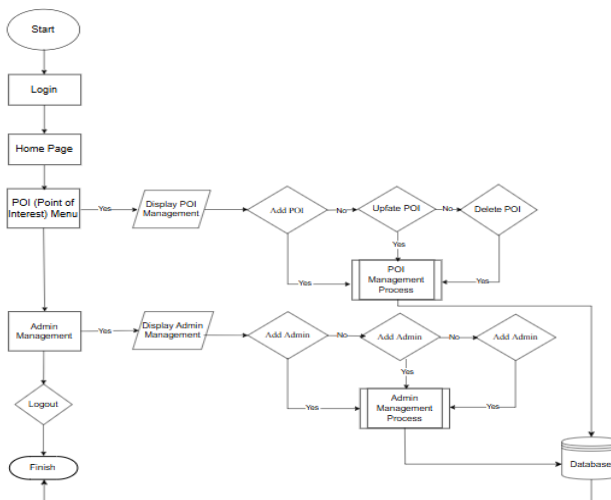 Start
Login
Home Page
POI (Point of
Interest) Menu
Yes
Display POI
Management
Add POI
No
Upfate POI
No
Delete POI
Yes
Yes
Yes
POI
Management
Process
Admin
Management
Yes
Display Admin
Management
Add Admin
No
Add Admin
No
Add Admin
Yes
Yes
Yes
Admin
Management
Process
Logout
Finish
Database